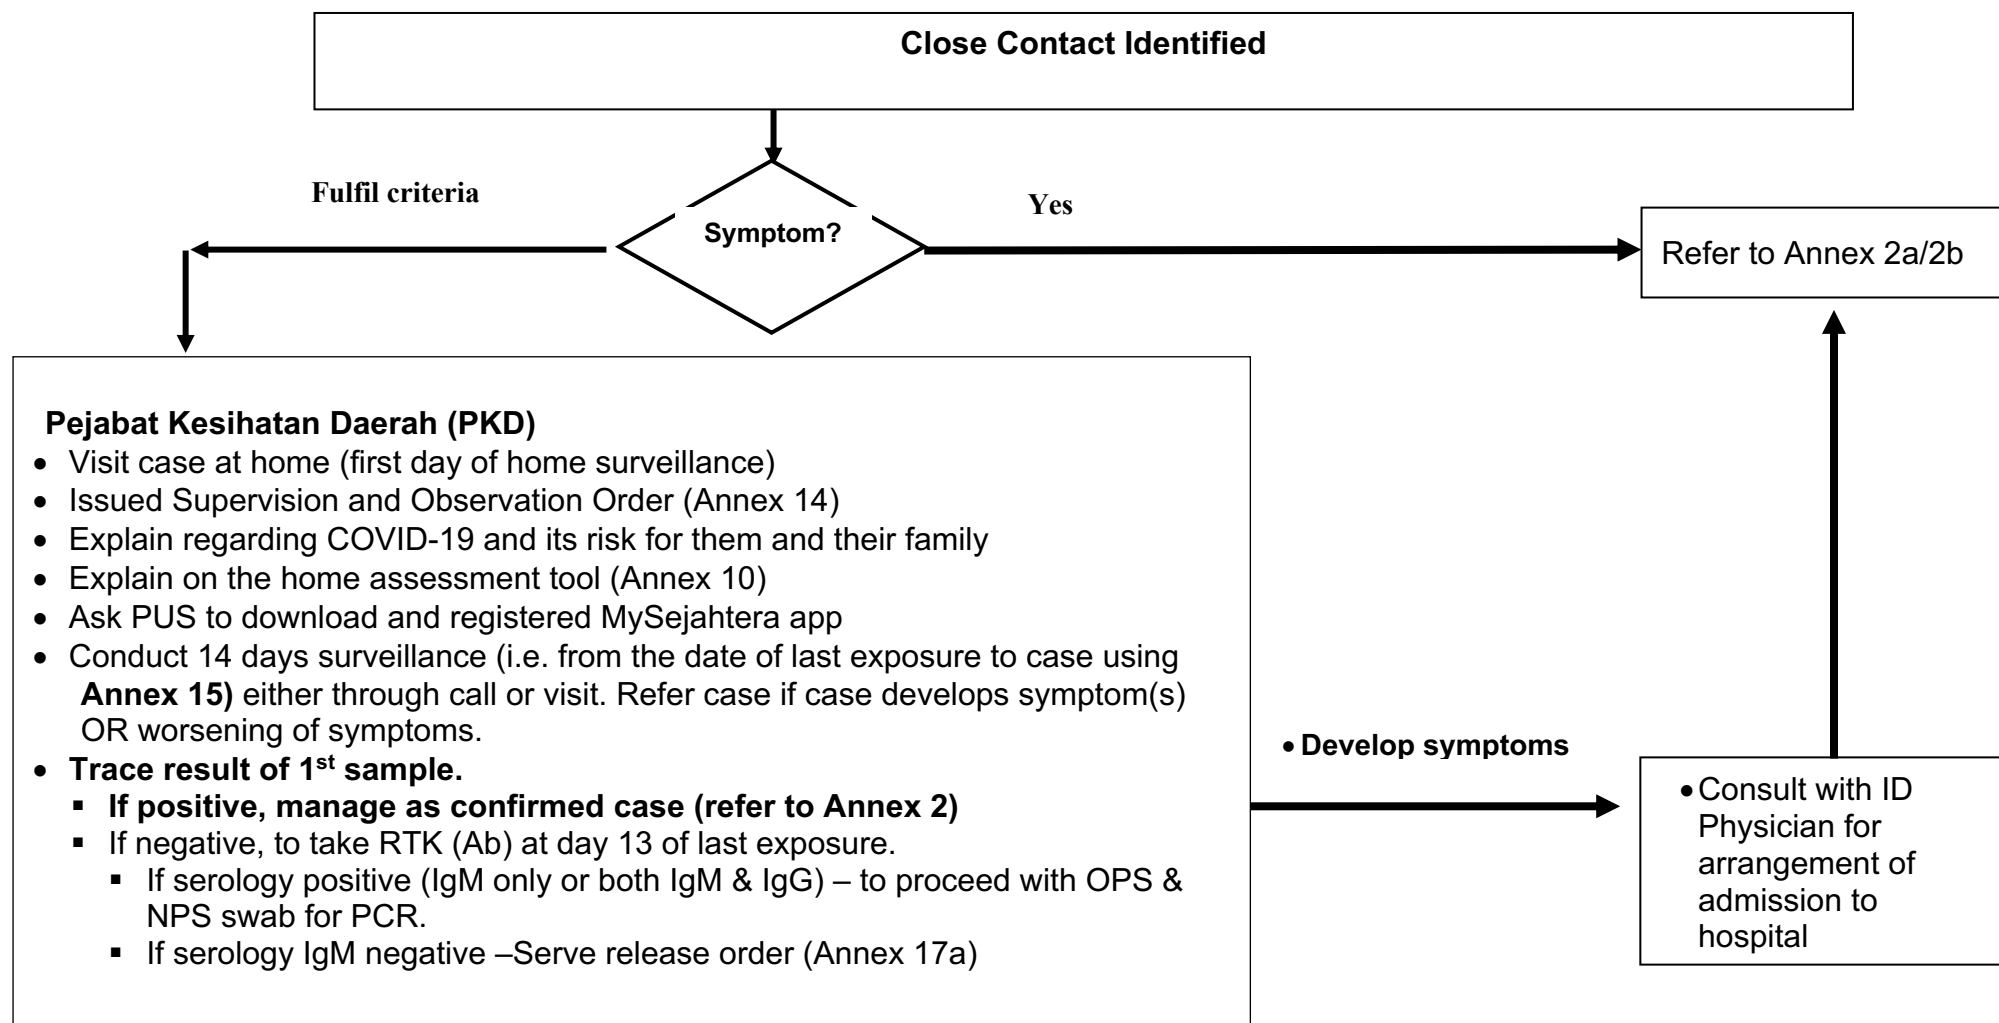 Close Contact Identified
Fulfil criteria
Symptom?
Yes
Refer to Annex 2a/2b
Pejabat Kesihatan Daerah (PKD)
• Visit case at home (first day of home surveillance)
• Issued Supervision and Observation Order (Annex 14)
• Explain regarding COVID-19 and its risk for them and their family
• Explain on the home assessment tool (Annex 10)
• Ask PUS to download and registered MySejahtera app
• Conduct 14 days surveillance (i.e. from the date of last exposure to case using
Annex 15) either through call or visit. Refer case if case develops symptom(s)
OR worsening of symptoms.
• Trace result of 1st sample.
▪ If positive, manage as confirmed case (refer to Annex 2)
▪ If negative, to take RTK (Ab) at day 13 of last exposure.
▪ If serology positive (IgM only or both IgM & IgG) – to proceed with OPS &
NPS swab for PCR.
▪ If serology IgM negative –Serve release order (Annex 17a)
• Develop symptoms
• Consult with ID
Physician for
arrangement of
admission to
hospital